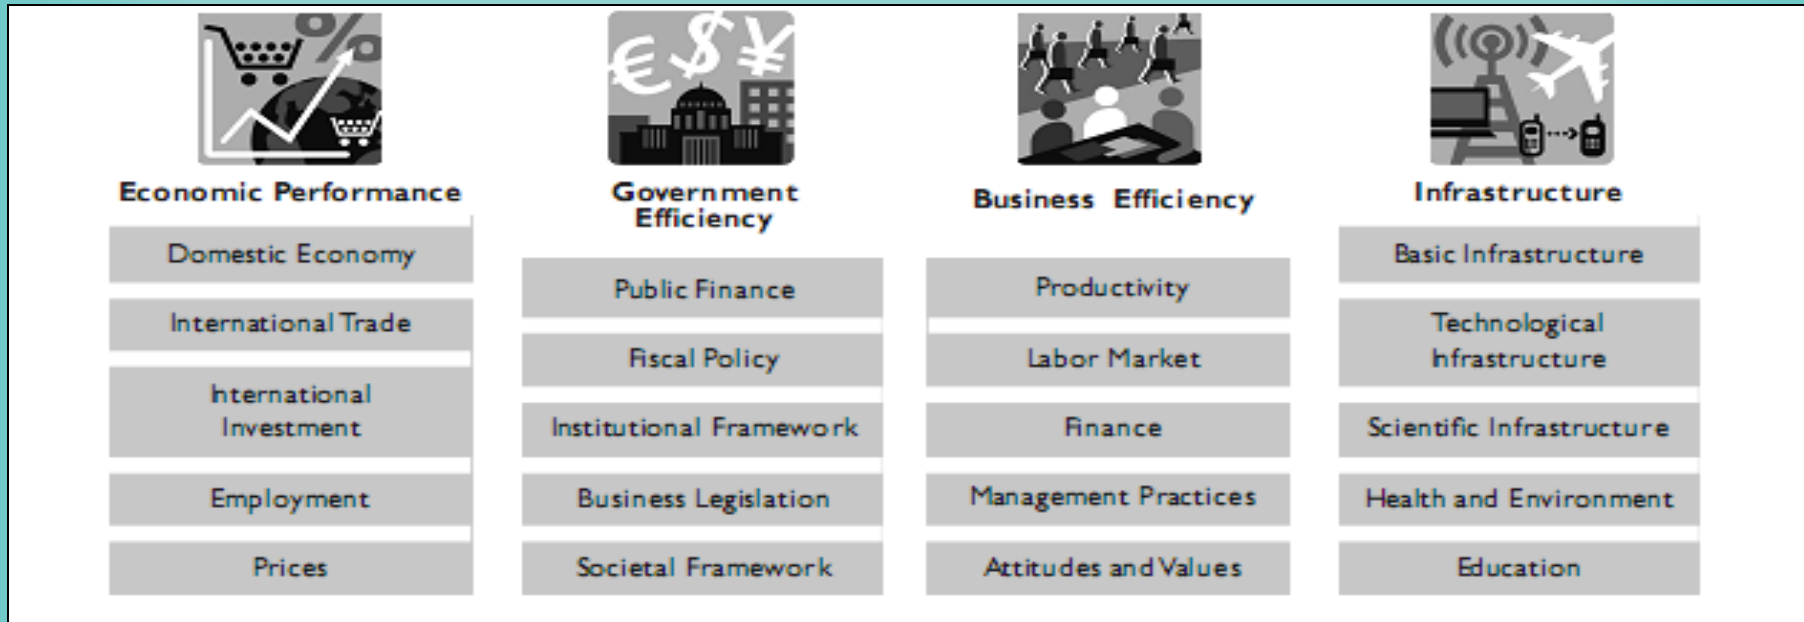 Economic Performance
Domestic Economy
International Trade
International
Investment
Employment
Prices
Government
Efficiency
Public Finance
Fiscal Policy
Institutional Framework
Business Legislation
Societal Framework
Business Efficiency
Productivity
Labor Market
Finance
Management Practices
Attitudes and Values
Infrastructure
Basic Infrastructure
Technological
Infrastructure
Scientific Infrastructure
Health and Environment
Education